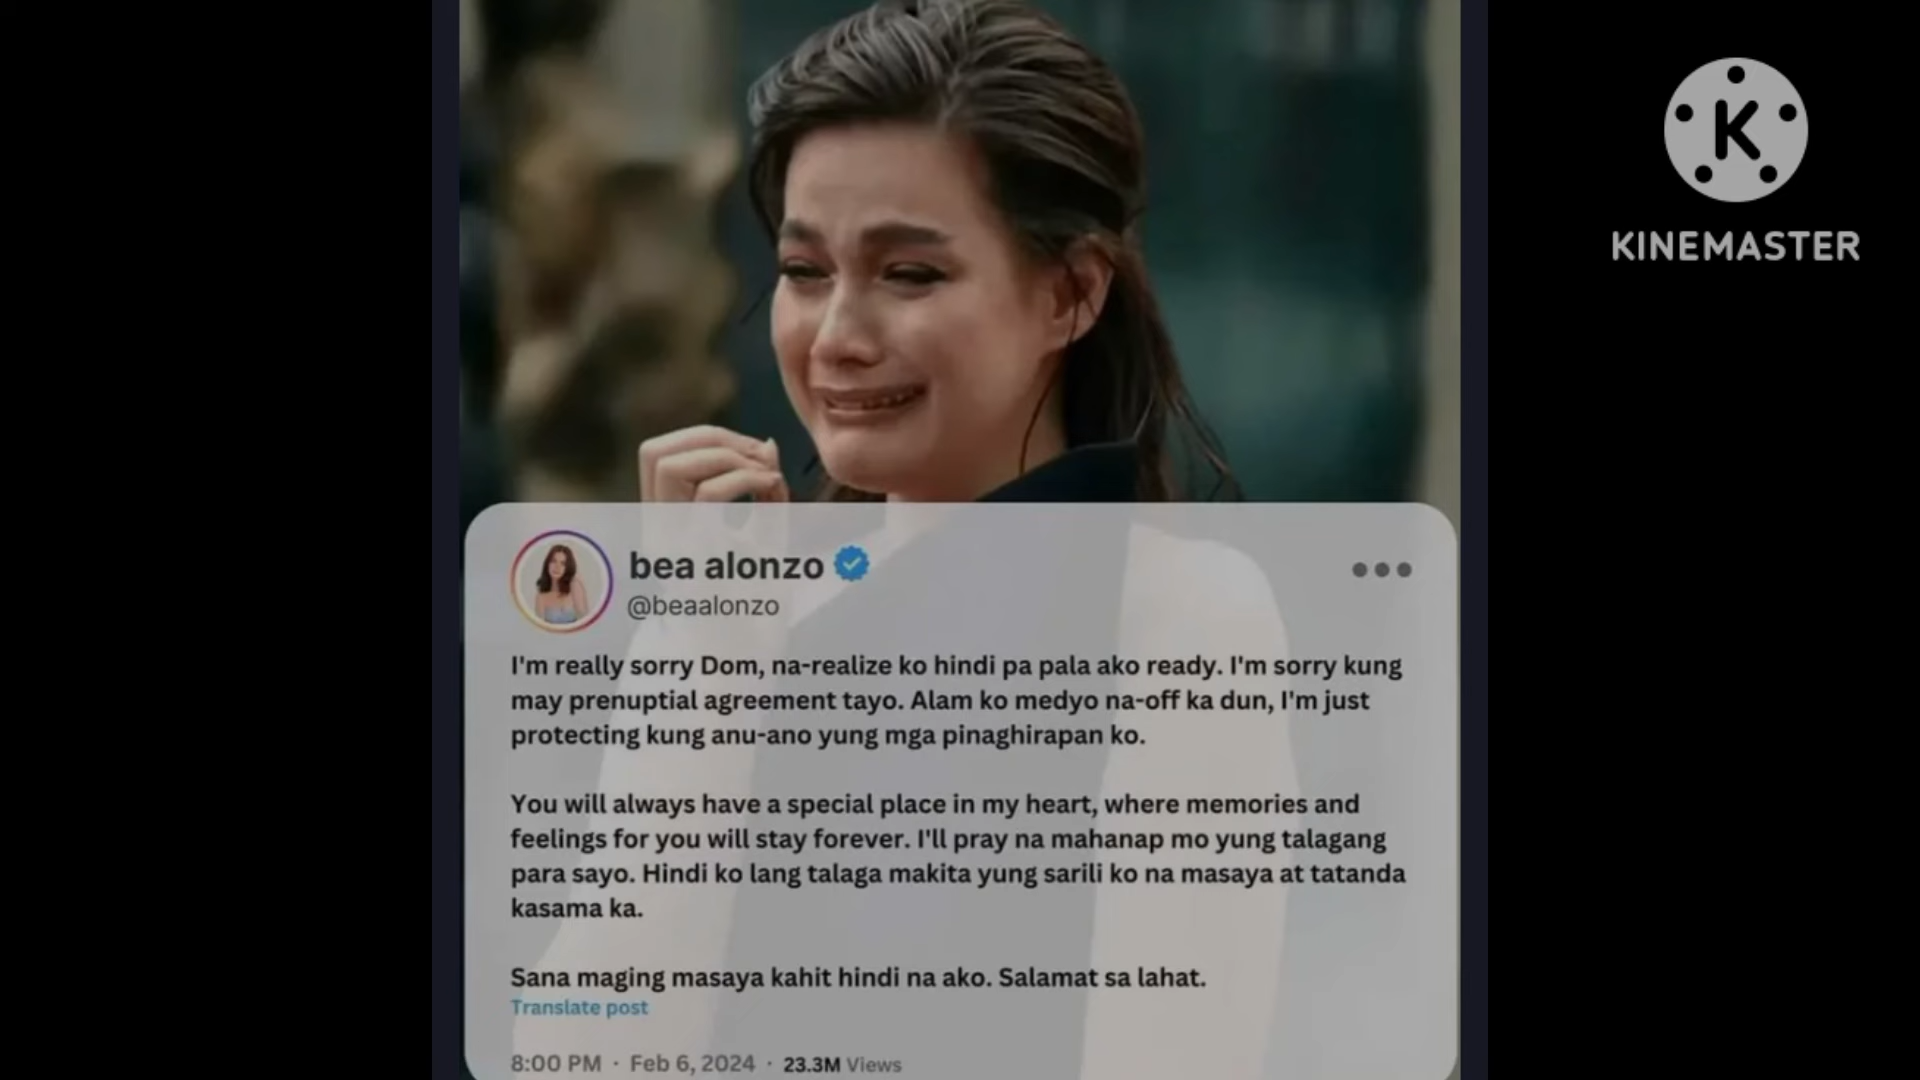 K
KINEMASTER
bea alonzo
@beaalonzo
I'm really sorry Dom, na-realize ko hindi pa pala ako ready. I'm sorry kung
may prenuptial agreement tayo. Alam ko medyo na-off ka dun, I'm just
protecting kung anu-ano yung mga pinaghirapan ko.
You will always have a special place in my heart, where memories and
feelings for you will stay forever. I'll pray na mahanap mo yung talagang
para sayo. Hindi ko lang talaga makita yung sarili ko na masaya at tatanda
kasama ka.
Sana maging masaya kahit hindi na ako. Salamat sa lahat.
Translate post
8:00 PM · Feb 6, 2024 · 23.3M Views